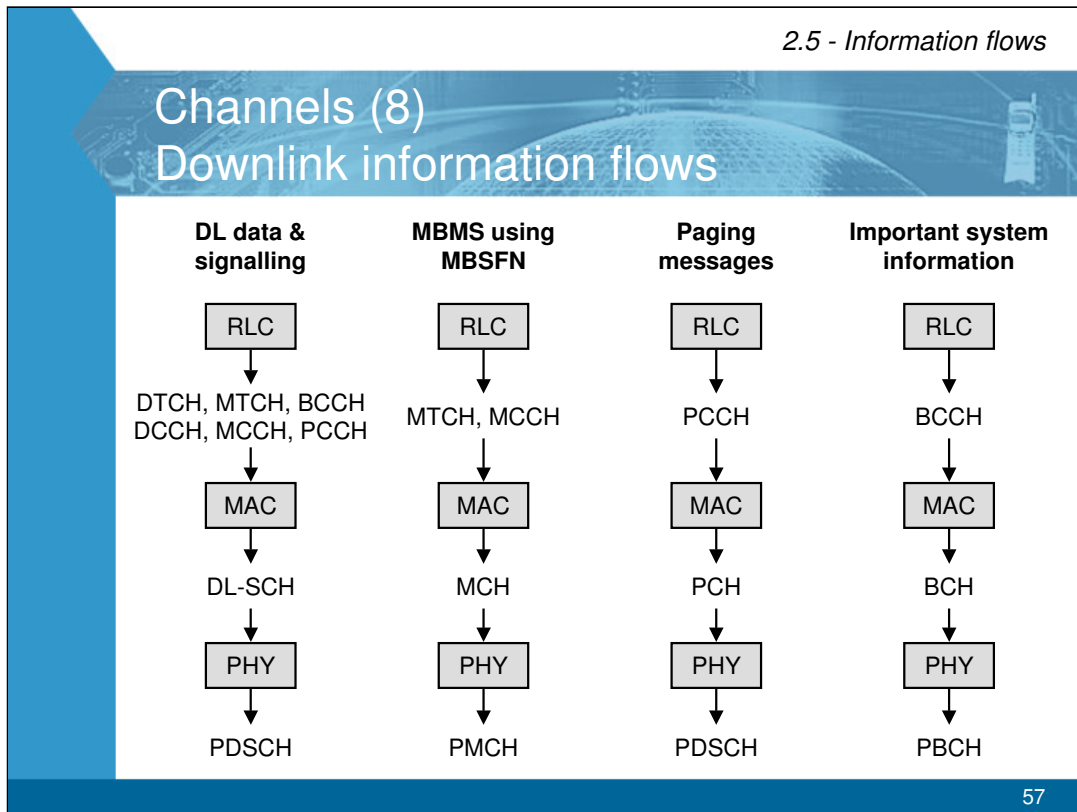 2.5 - Information flows
Channels (8)
Downlink information flows
DL data &
signalling
RLC
DTCH, MTCH, BCCH
DCCH, MCCH, PCCH
MAC
DL-SCH
PHY
PDSCH
MBMS using
MBSFN
RLC
MTCH, MCCH
MAC
MCH
PHY
PMCH
Paging
messages
RLC
PCCH
MAC
PCH
PHY
PDSCH
Important system
information
RLC
BCCH
MAC
BCH
PHY
PBCH
57